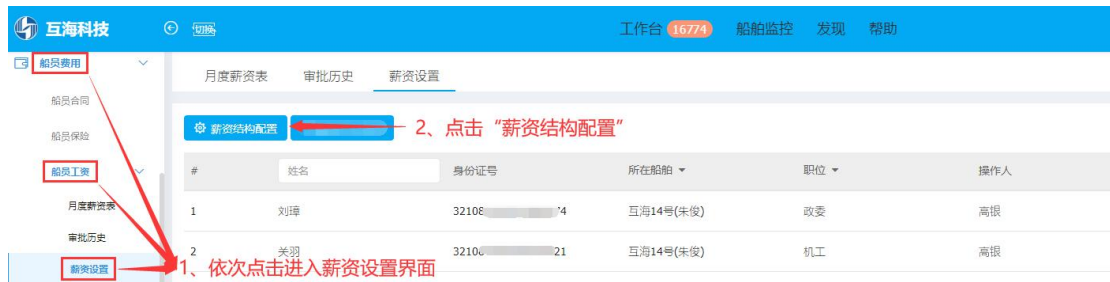 互海科技
切换
工作台 16774 船舶监控 发现 帮助
船员费用
船员合同
船员保险
船员工资
月度薪资表
审批历史
薪资设置
月度薪资表 审批历史 薪资设置
薪资结构配置
2、点击“薪资结构配置”
# 姓名 身份证号 所在船舶 职位 操作人
1 刘璋 32108 '4 互海14号(朱俊) 政委 高银
2 关羽 3210 21 互海14号(朱俊) 机工 高银
1、依次点击进入薪资设置界面